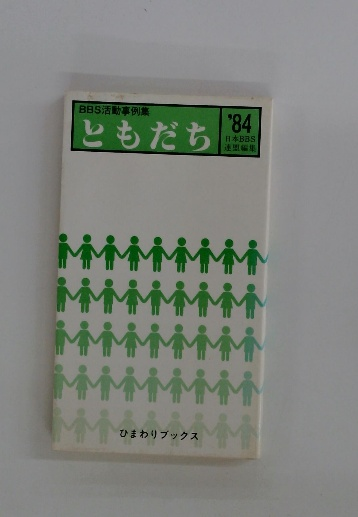 BBS活動事例集
ともだち
'84
日本BBS
連盟編集
ひまわりブックス